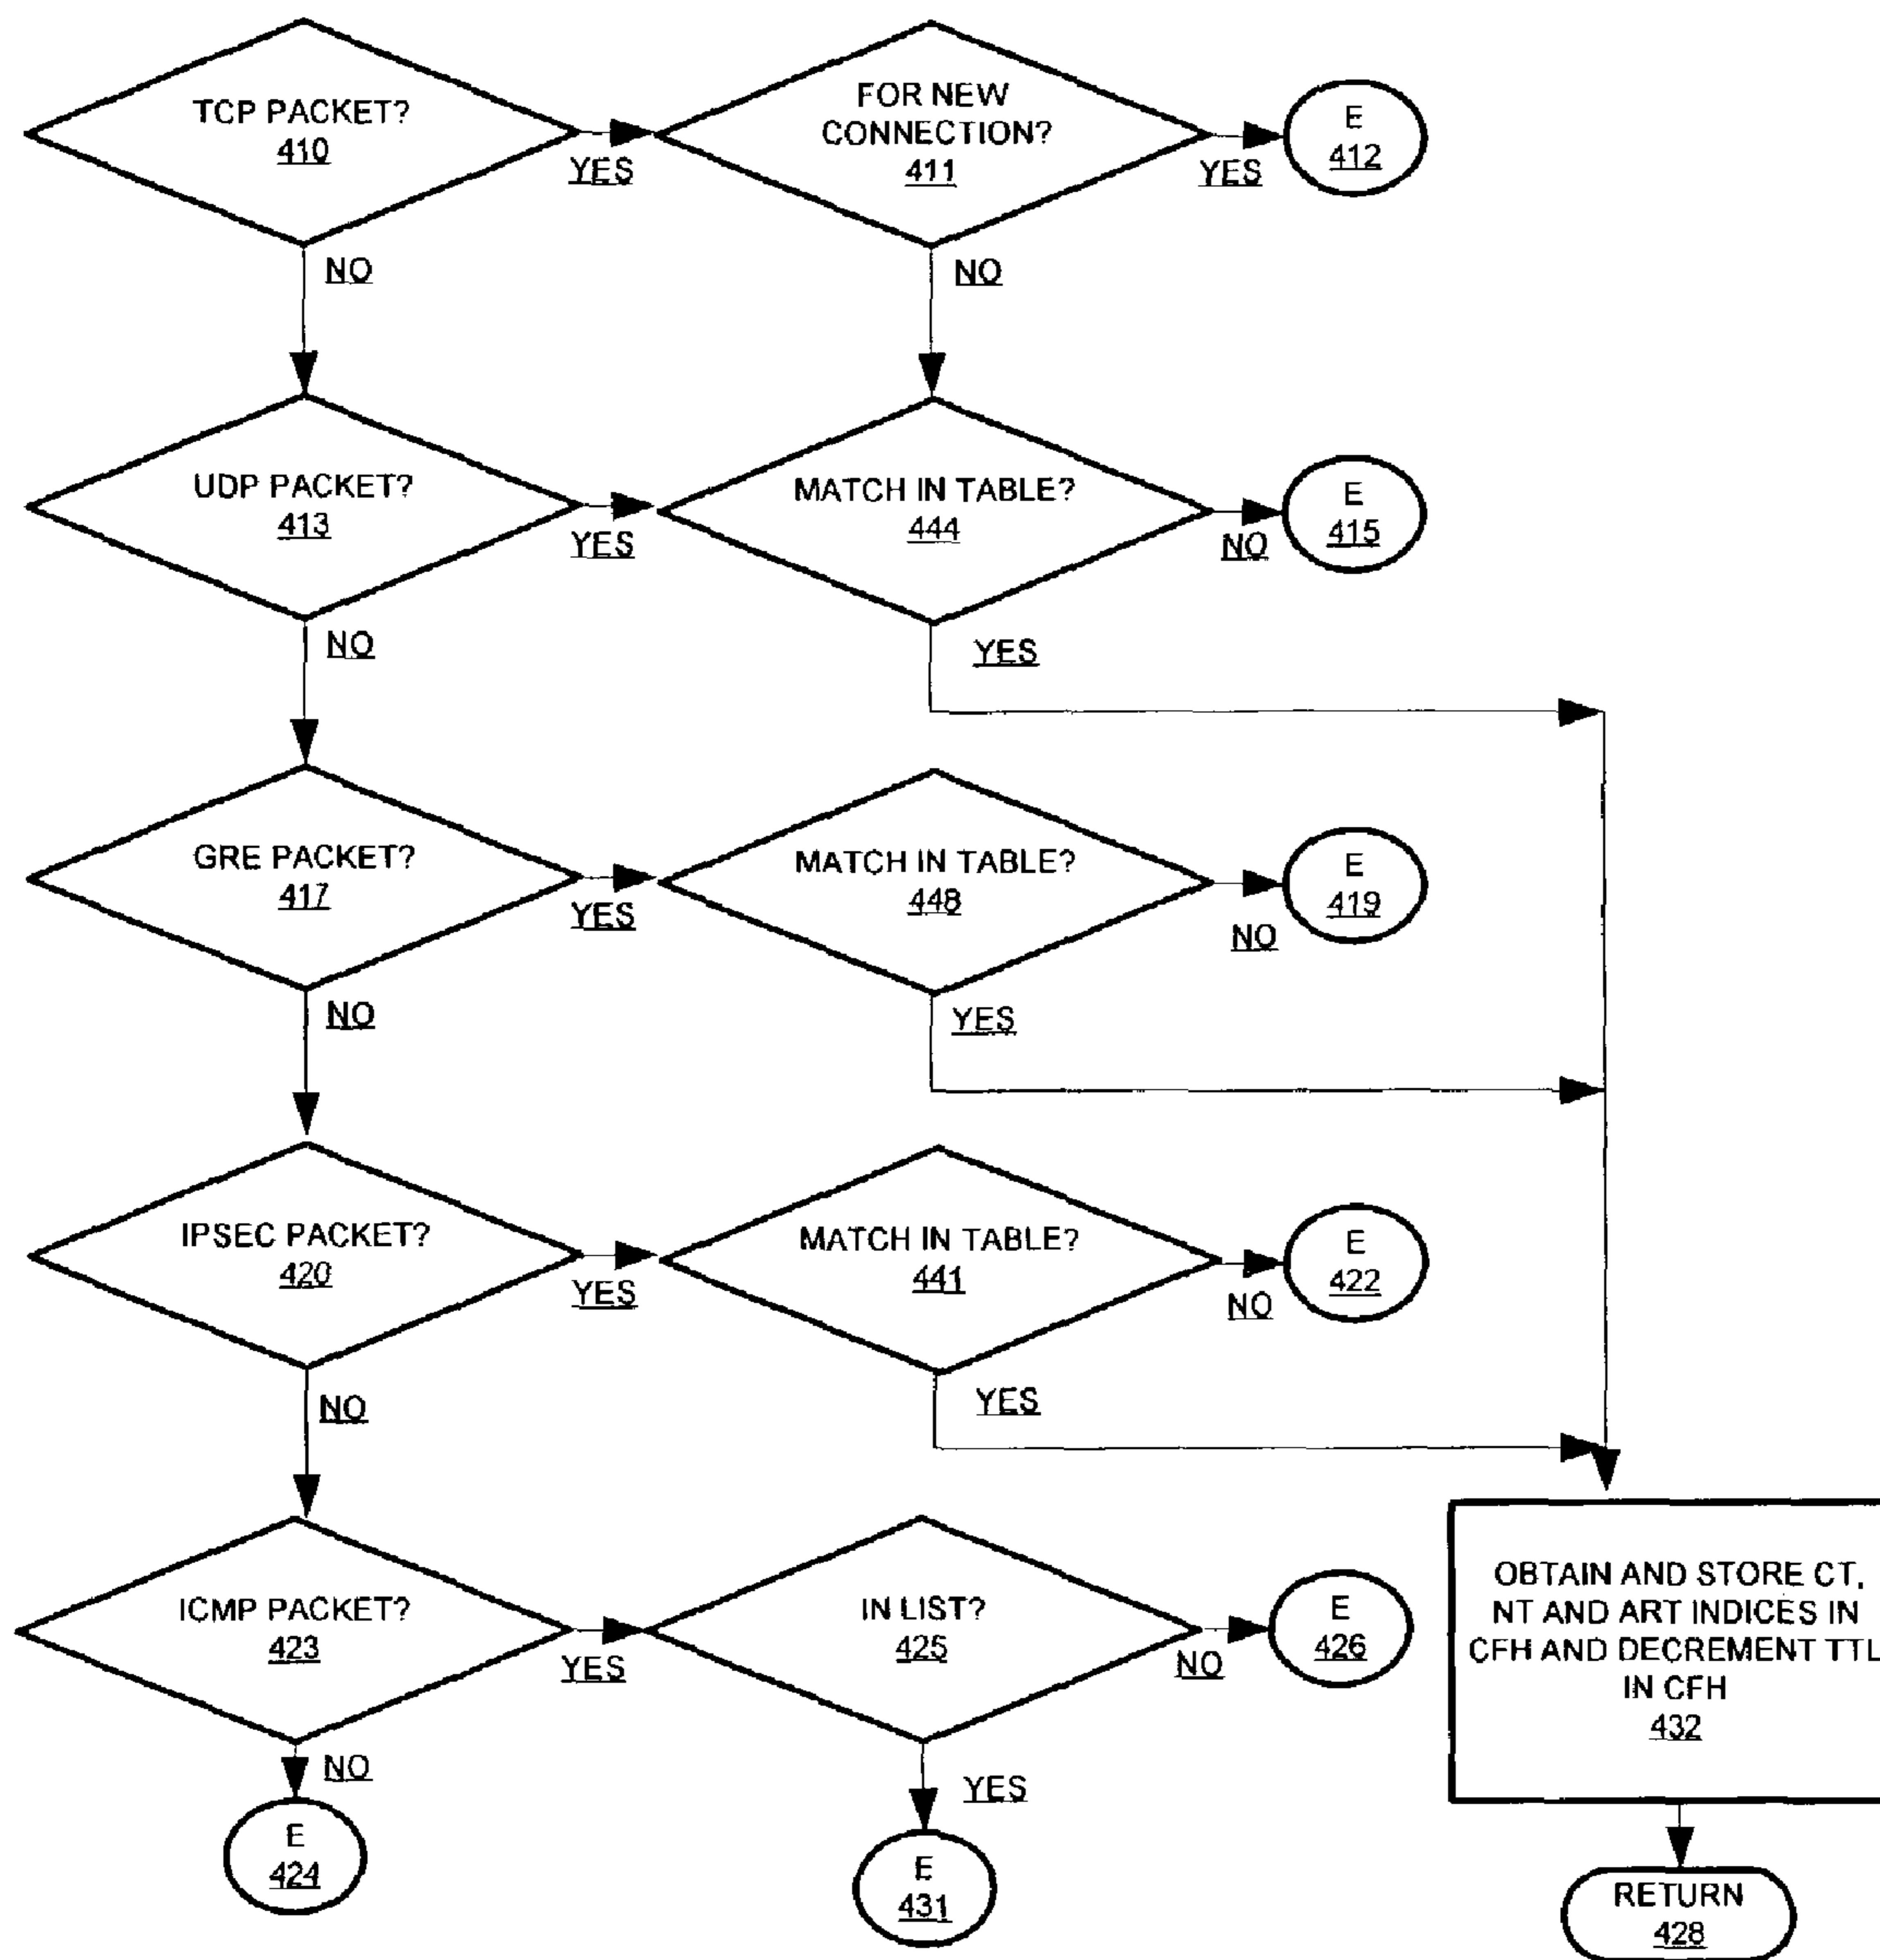 TCP PACKET?
410
YES
FOR NEW
CONNECTION?
411
YES
E
412
NO
NO
UDP PACKET?
413
YES
MATCH IN TABLE?
444
NO
E
415
NO
YES
GRE PACKET?
417
YES
MATCH IN TABLE?
448
NO
E
419
NO
YES
IPSEC PACKET?
420
YES
MATCH IN TABLE?
441
NO
E
422
NO
YES
ICMP PACKET?
423
YES
IN LIST?
425
NO
E
426
OBTAIN AND STORE CT,
NT AND ART INDICES IN
CFH AND DECREMENT TTL
IN CFH
432
NO
YES
E
424
E
431
RETURN
428